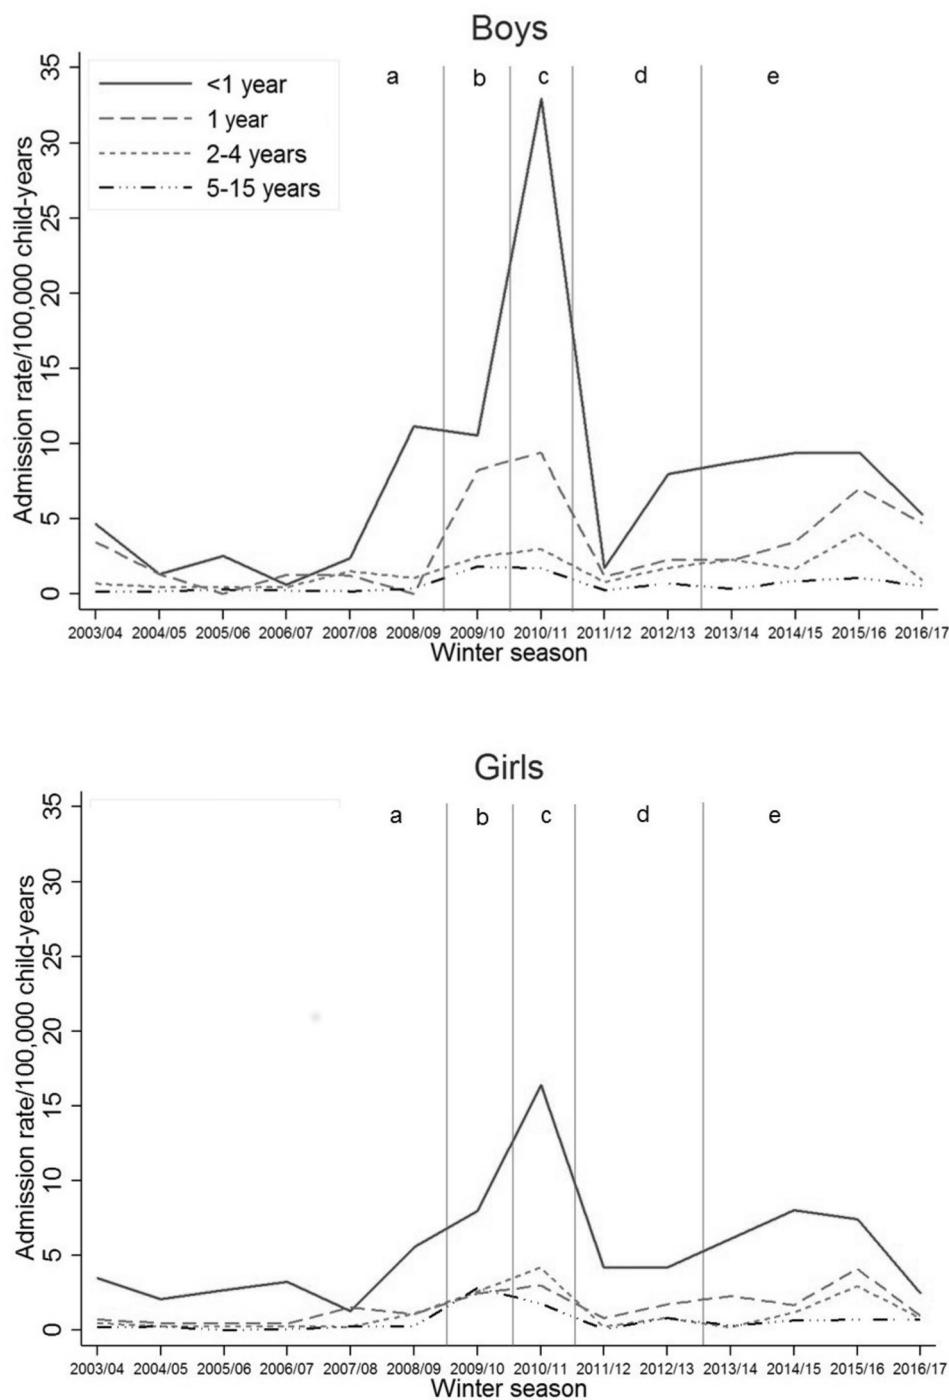 Boys
Admission rate/100,000 child-years
35
30
25
20
15
10
5
0
<1 year
1 year
2-4 years
5-15 years
a b c d e
2003/04 2004/05 2005/06 2006/07 2007/08 2008/09 2009/10 2010/11 2011/12 2012/13 2013/14 2014/15 2015/16 2016/17
Winter season
Girls
Admission rate/100,000 child-years
35
30
25
20
15
10
5
0
a b c d e
2003/04 2004/05 2005/06 2006/07 2007/08 2008/09 2009/10 2010/11 2011/12 2012/13 2013/14 2014/15 2015/16 2016/17
Winter season